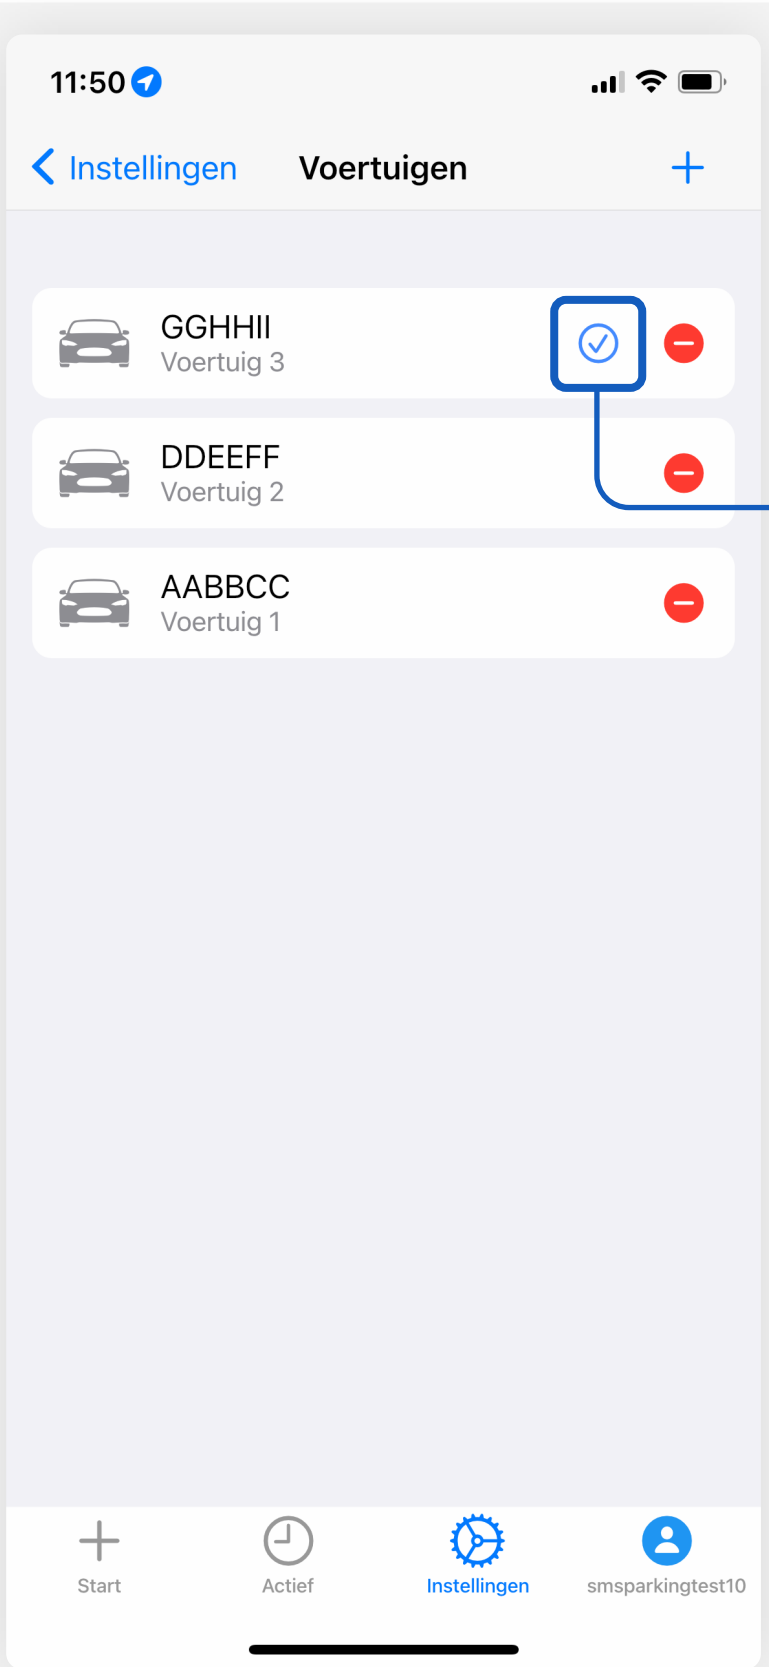 11:50
Instellingen Voertuigen
GGHHII
Voertuig 3
DDEEFF
Voertuig 2
AABBCC
Voertuig 1
Start Actief Instellingen smsparkingtest10